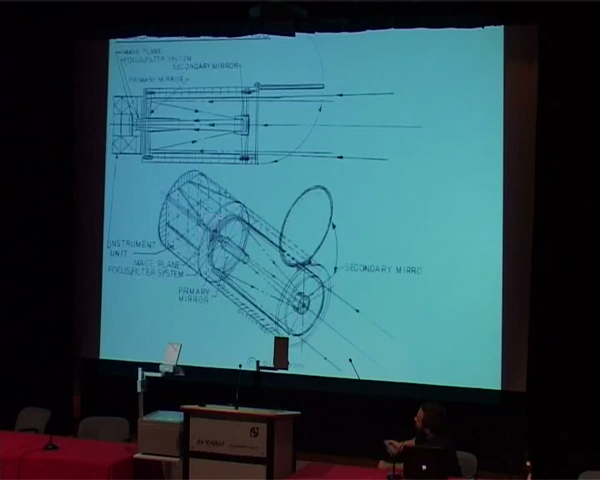 IMAGE PLANE
FOCUS/FILTER SYSTEM
SECONDARY MIRROR
PRIMARY MIRROR
INSTRUMENT
UNIT
IMAGE PLANE
FOCUS/FILTER SYSTEM
PRIMARY
MIRROR
SECONDARY MIRRO